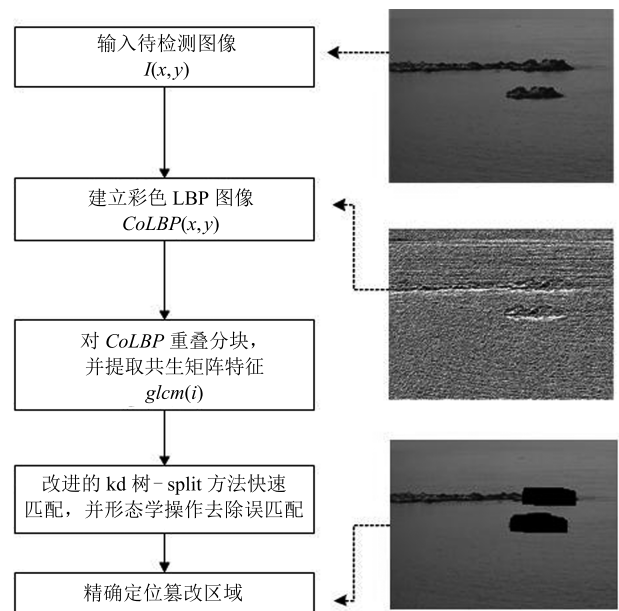 输入待检测图像
I(x,y)
建立彩色 LBP 图像
CoLBP(x,y)
对 CoLBP 重叠分块，
并提取共生矩阵特征
glcm(i)
改进的 kd 树－split 方法快速
匹配，并形态学操作去除误匹配
精确定位篡改区域